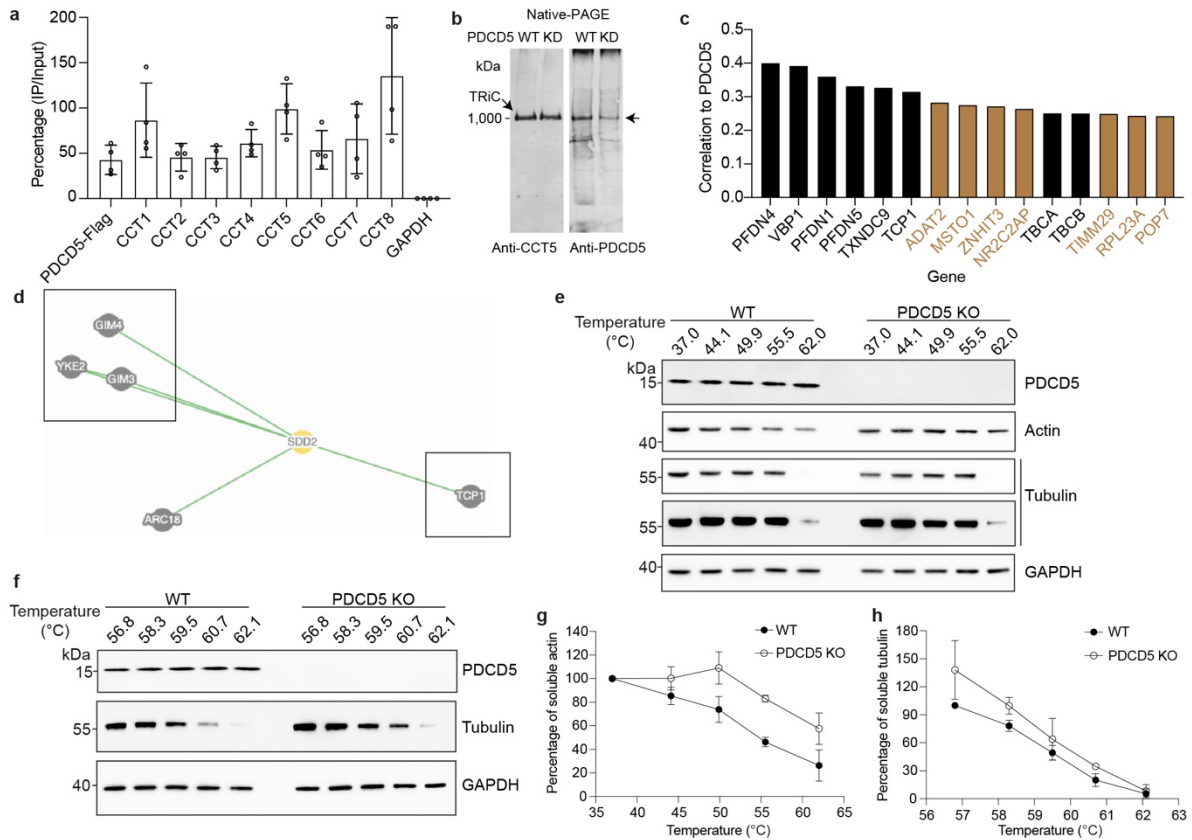 a
Percentage (IP/Input)
200
150
100
50
0
PDCD5-Flag
CCT1
CCT2
CCT3
CCT4
CCT5
CCT6
CCT7
CCT8
GAPDH
b
Native-PAGE
PDCD5 WT KD WT KD
kDa
TRiC
1,000
Anti-CCT5 Anti-PDCD5
c
Correlation to PDCD5
0.5
0.4
0.3
0.2
0.1
0.0
PFDN4
VBP1
PFDN1
PFDN5
TXNDC9
TCP1
ADAT2
MSTO1
ZNHIT3
NR2C2AP
TBCA
TBCB
TIMM29
RPL23A
POP7
Gene
d
GIM4
YKE2
GIM3
SDD2
TCP1
ARC18
e
WT PDCD5 KO
Temperature
(°C)
37.0 44.1 49.9 55.5 62.0 37.0 44.1 49.9 55.5 62.0
kDa
15 PDCD5
40 Actin
55 Tubulin
55
40 GAPDH
f
WT PDCD5 KO
Temperature
(°C)
56.8 58.3 59.5 60.7 62.1 56.8 58.3 59.5 60.7 62.1
kDa
15 PDCD5
55 Tubulin
40 GAPDH
g
WT
PDCD5 KO
Percentage of soluble actin
140
120
100
80
60
40
20
0
35 40 45 50 55 60 65
Temperature (°C)
h
WT
PDCD5 KO
Percentage of soluble tubulin
180
150
120
90
60
30
0
56 57 58 59 60 61 62 63
Temperature (°C)